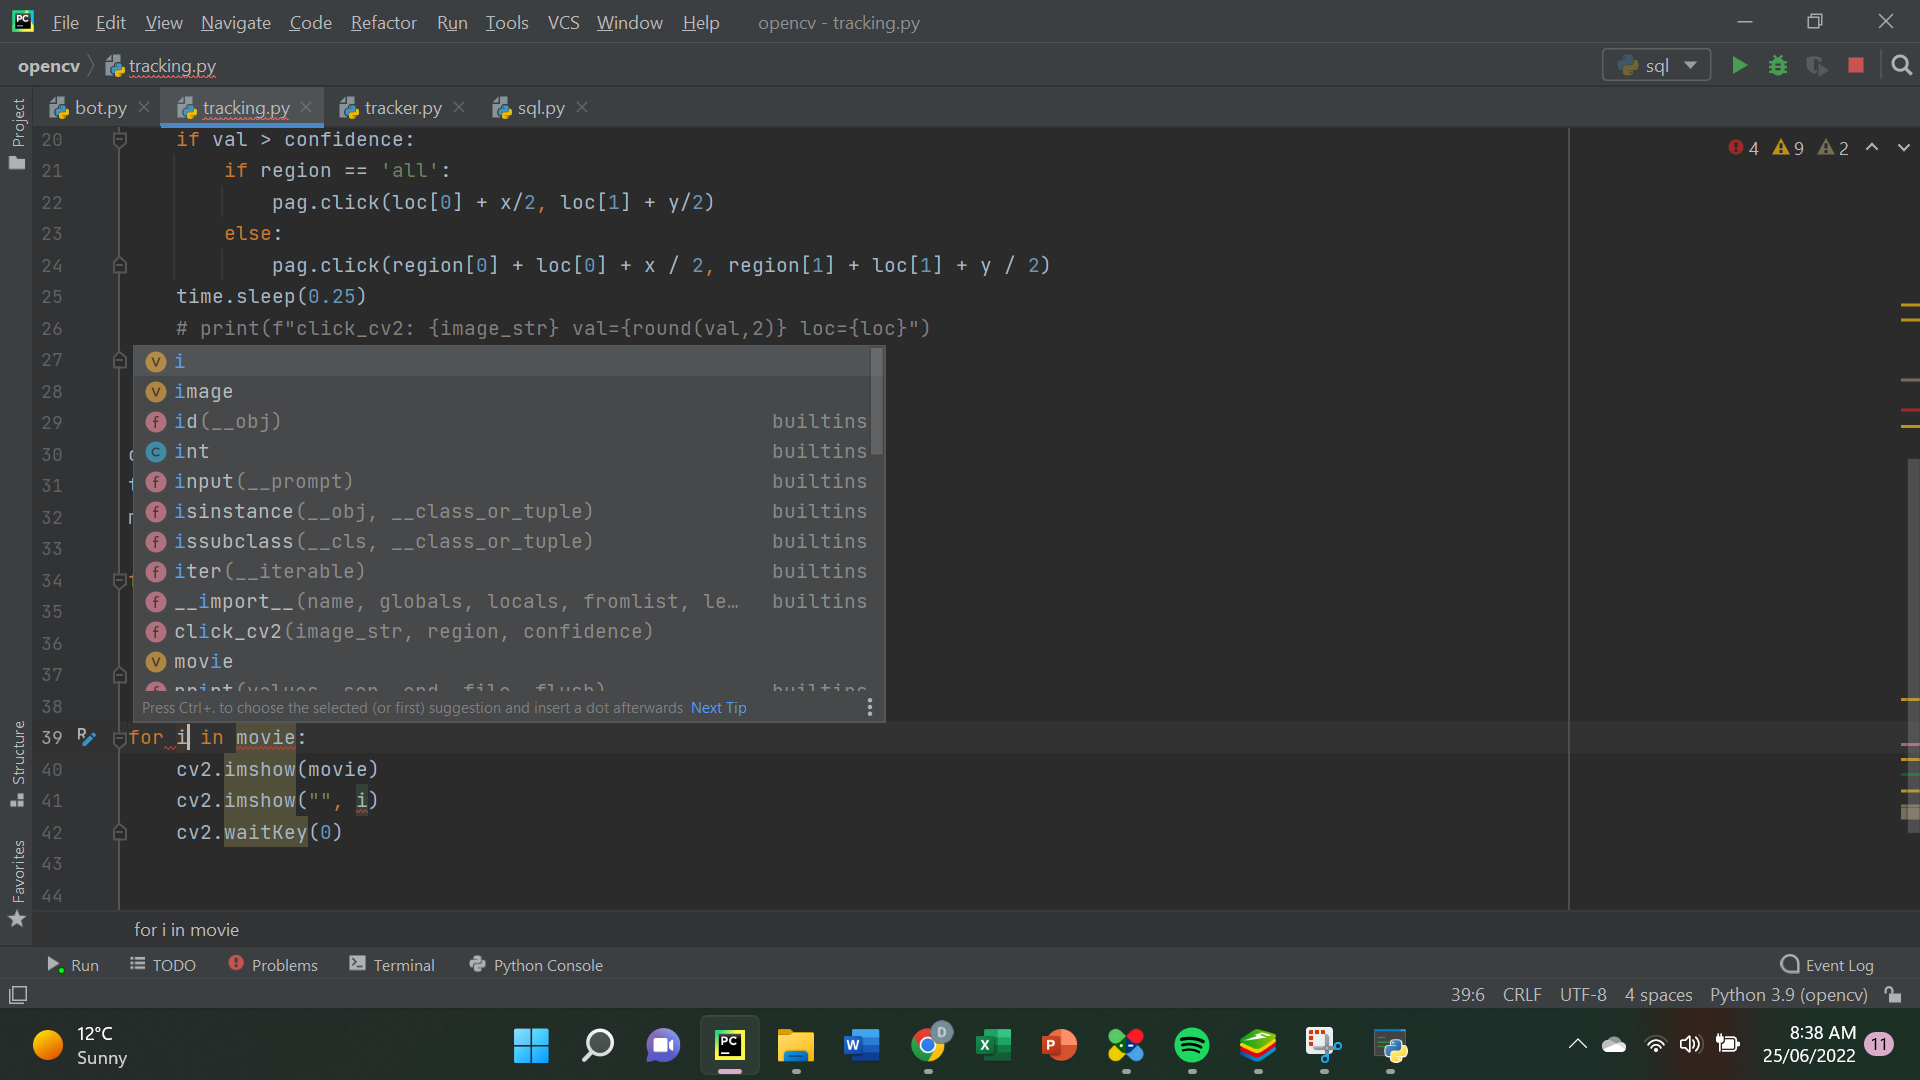 PC File Edit View Navigate Code Refactor Run Tools VCS Window Help opencv - tracking.py
opencv tracking.py sql
bot.py tracking.py tracker.py sql.py
Project
4 9 2
20 if val > confidence:
21 if region == 'all':
22 pag.click(loc[0] + x/2, loc[1] + y/2)
23 else:
24 pag.click(region[0] + loc[0] + x / 2, region[1] + loc[1] + y / 2)
25 time.sleep(0.25)
26 # print(f"click_cv2: {image_str} val={round(val,2)} loc={loc}")
27
28
29
30
31
32
33
34
35
36
37
38
V i
V image
f id(__obj) builtins
C int builtins
f input(__prompt) builtins
f isinstance(__obj, __class_or_tuple) builtins
f issubclass(__cls, __class_or_tuple) builtins
f iter(__iterable) builtins
f __import__(name, globals, locals, fromlist, le… builtins
f click_cv2(image_str, region, confidence)
V movie
f print(values, sep, end, file, flush) builtins
Press Ctrl+. to choose the selected (or first) suggestion and insert a dot afterwards Next Tip
39 for i in movie:
40 cv2.imshow(movie)
41 cv2.imshow("", i)
42 cv2.waitKey(0)
43
44
Structure
Favorites
for i in movie
Run TODO Problems Terminal Python Console Event Log
39:6 CRLF UTF-8 4 spaces Python 3.9 (opencv)
12°C
Sunny
PC W D X P
8:38 AM
25/06/2022
11